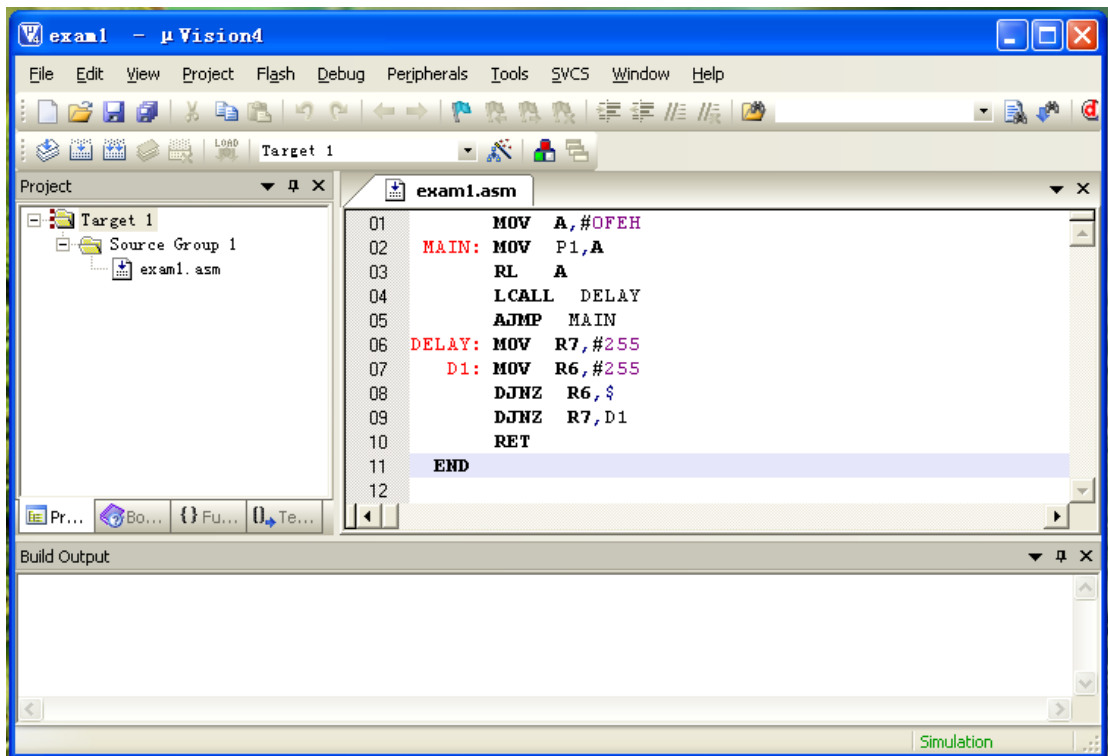 exam1 - μVision4
File Edit View Project Flash Debug Peripherals Tools SVCS Window Help
LOAD Target 1
Project
exam1.asm
Target 1
Source Group 1
exam1.asm
01 MOV A,#0FEH
02 MAIN: MOV P1,A
03 RL A
04 LCALL DELAY
05 AJMP MAIN
06 DELAY: MOV R7,#255
07 D1: MOV R6,#255
08 DJNZ R6,$
09 DJNZ R7,D1
10 RET
11 END
12
Pr... Bo... {} Fu... 0 Te...
Build Output
Simulation